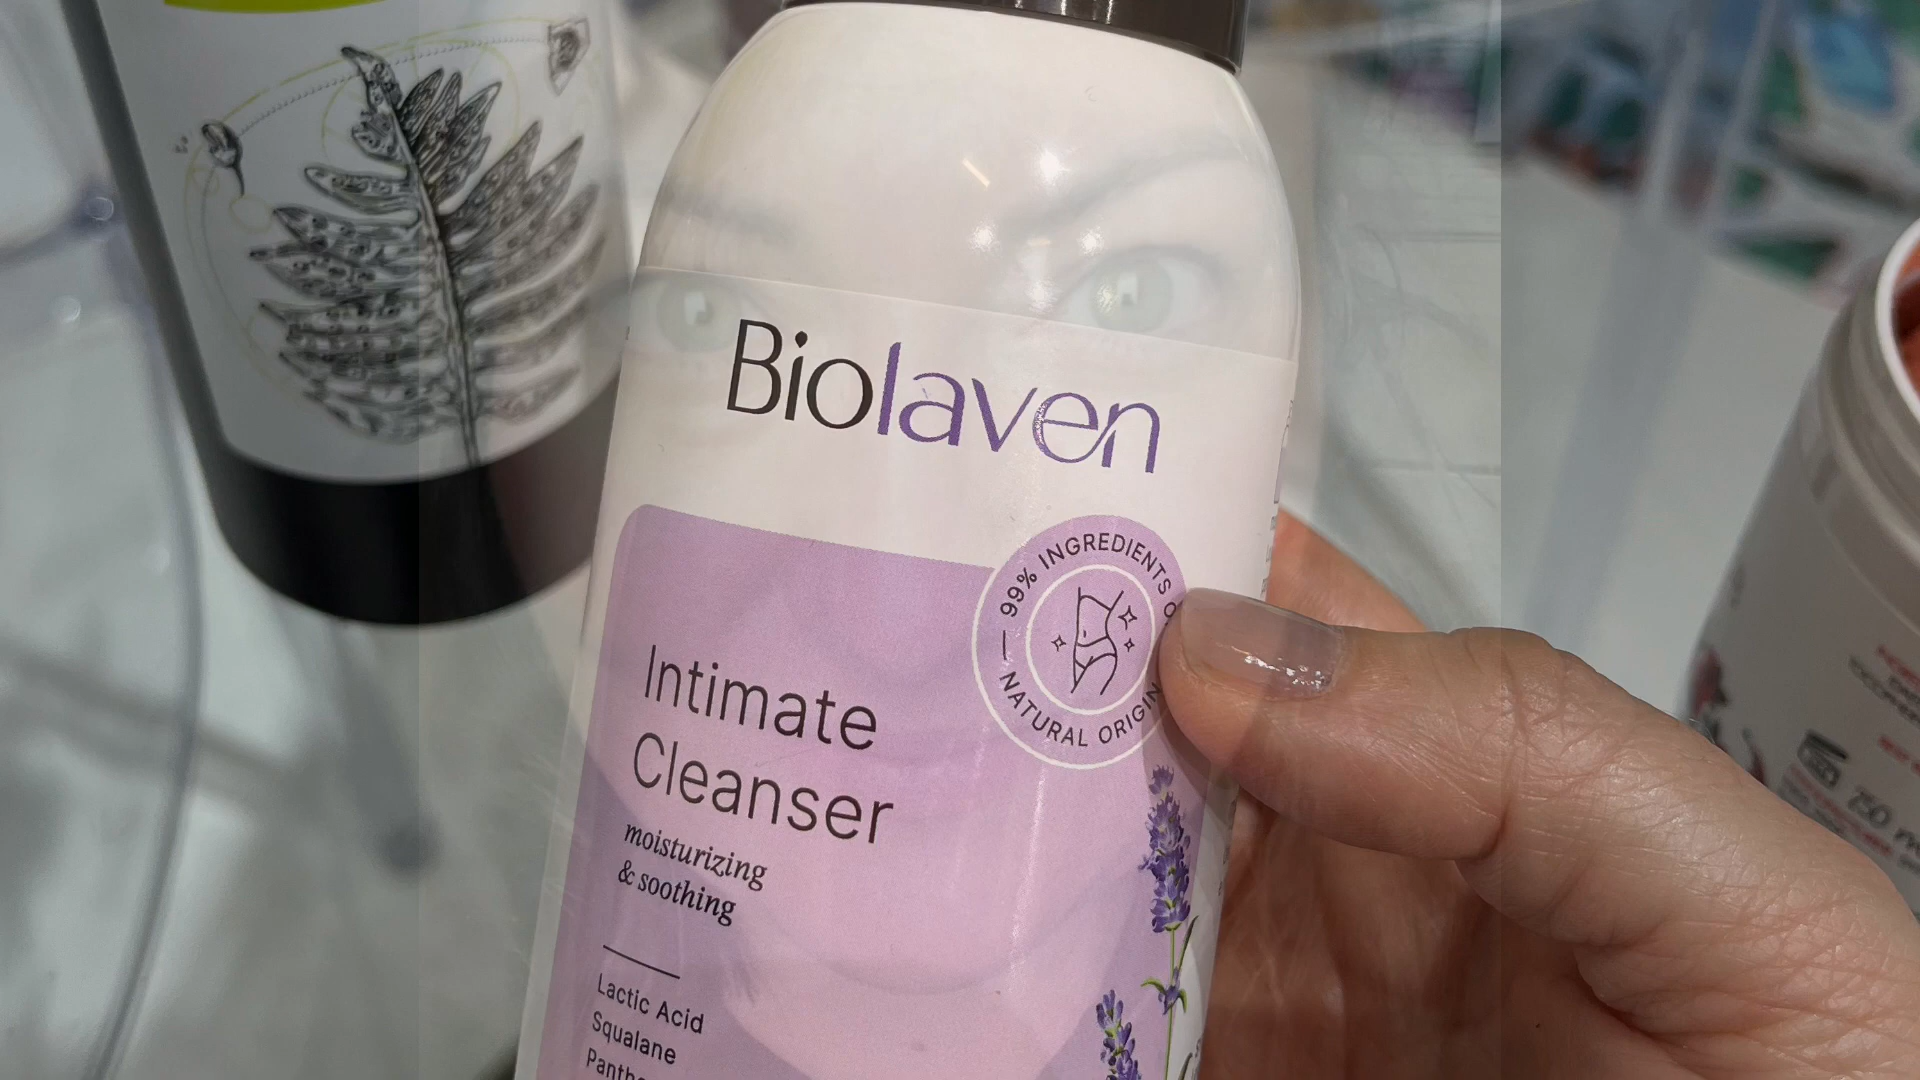 Biolaven
99% INGREDIENTS
NATURAL ORIGIN
Intimate
Cleanser
moisturizing
& soothing
Lactic Acid
Squalane